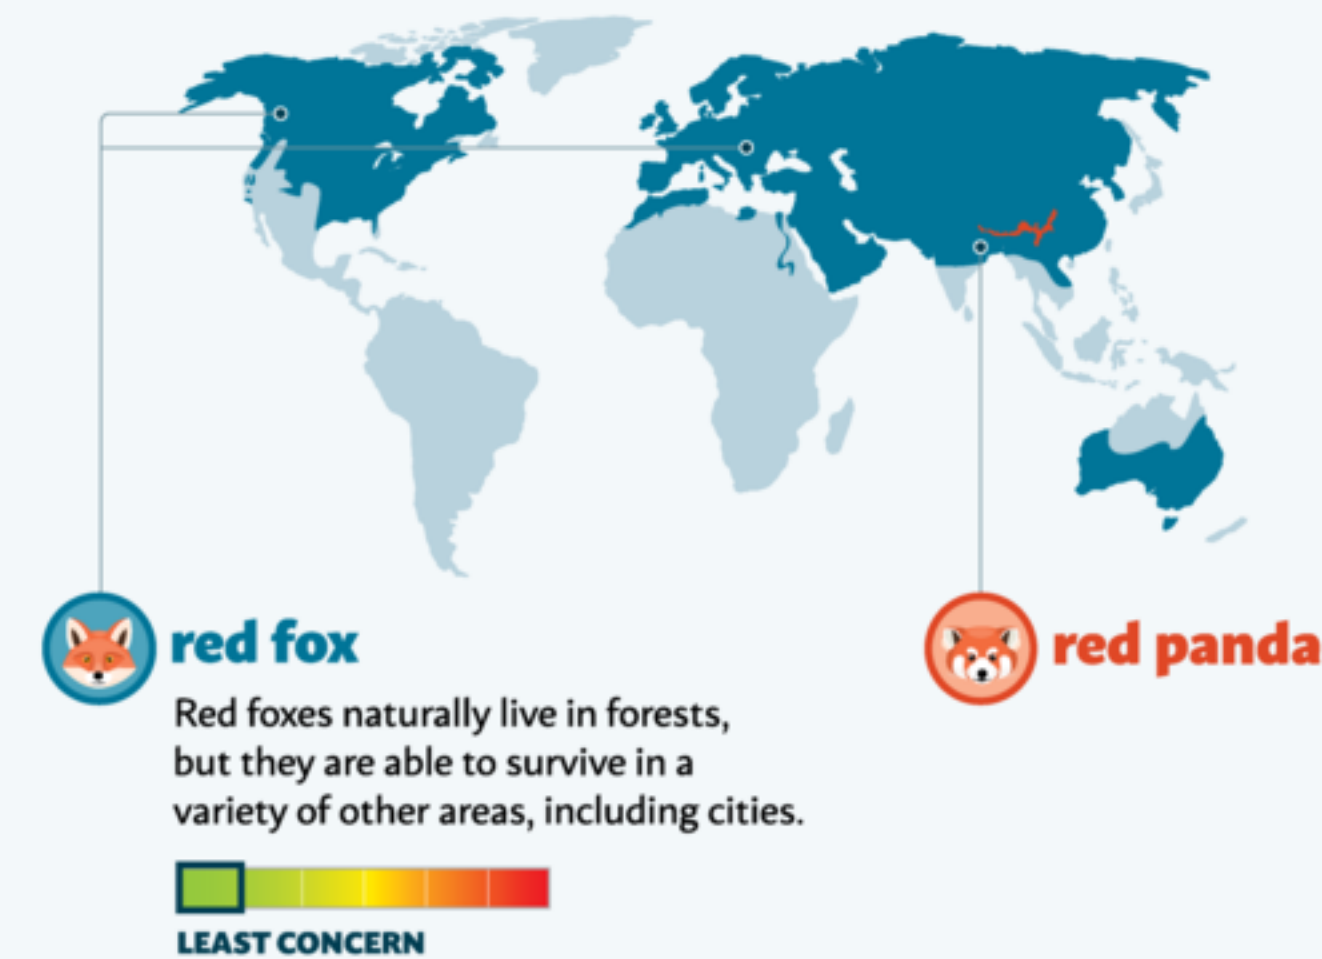 red fox
Red foxes naturally live in forests,
but they are able to survive in a
variety of other areas, including cities.
LEAST CONCERN
red panda